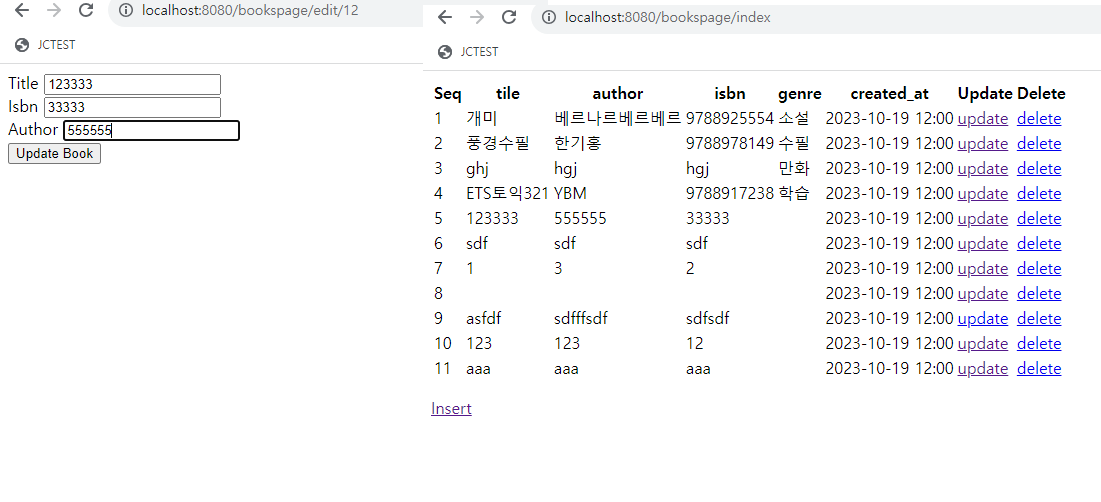 localhost:8080/bookspage/edit/12
JCTEST
Title 123333
Isbn 33333
Author 555555
Update Book
localhost:8080/bookspage/index
JCTEST
Seq tile author isbn genre created_at Update Delete
1 개미 베르나르베르베르 9788925554 소설 2023-10-19 12:00 update delete
2 풍경수필 한기홍 9788978149 수필 2023-10-19 12:00 update delete
3 ghj hgj hgj 만화 2023-10-19 12:00 update delete
4 ETS토익321 YBM 9788917238 학습 2023-10-19 12:00 update delete
5 123333 555555 33333 2023-10-19 12:00 update delete
6 sdf sdf sdf 2023-10-19 12:00 update delete
7 1 3 2 2023-10-19 12:00 update delete
8 2023-10-19 12:00 update delete
9 asfdf sdfffsdf sdfsdf 2023-10-19 12:00 update delete
10 123 123 12 2023-10-19 12:00 update delete
11 aaa aaa aaa 2023-10-19 12:00 update delete
Insert